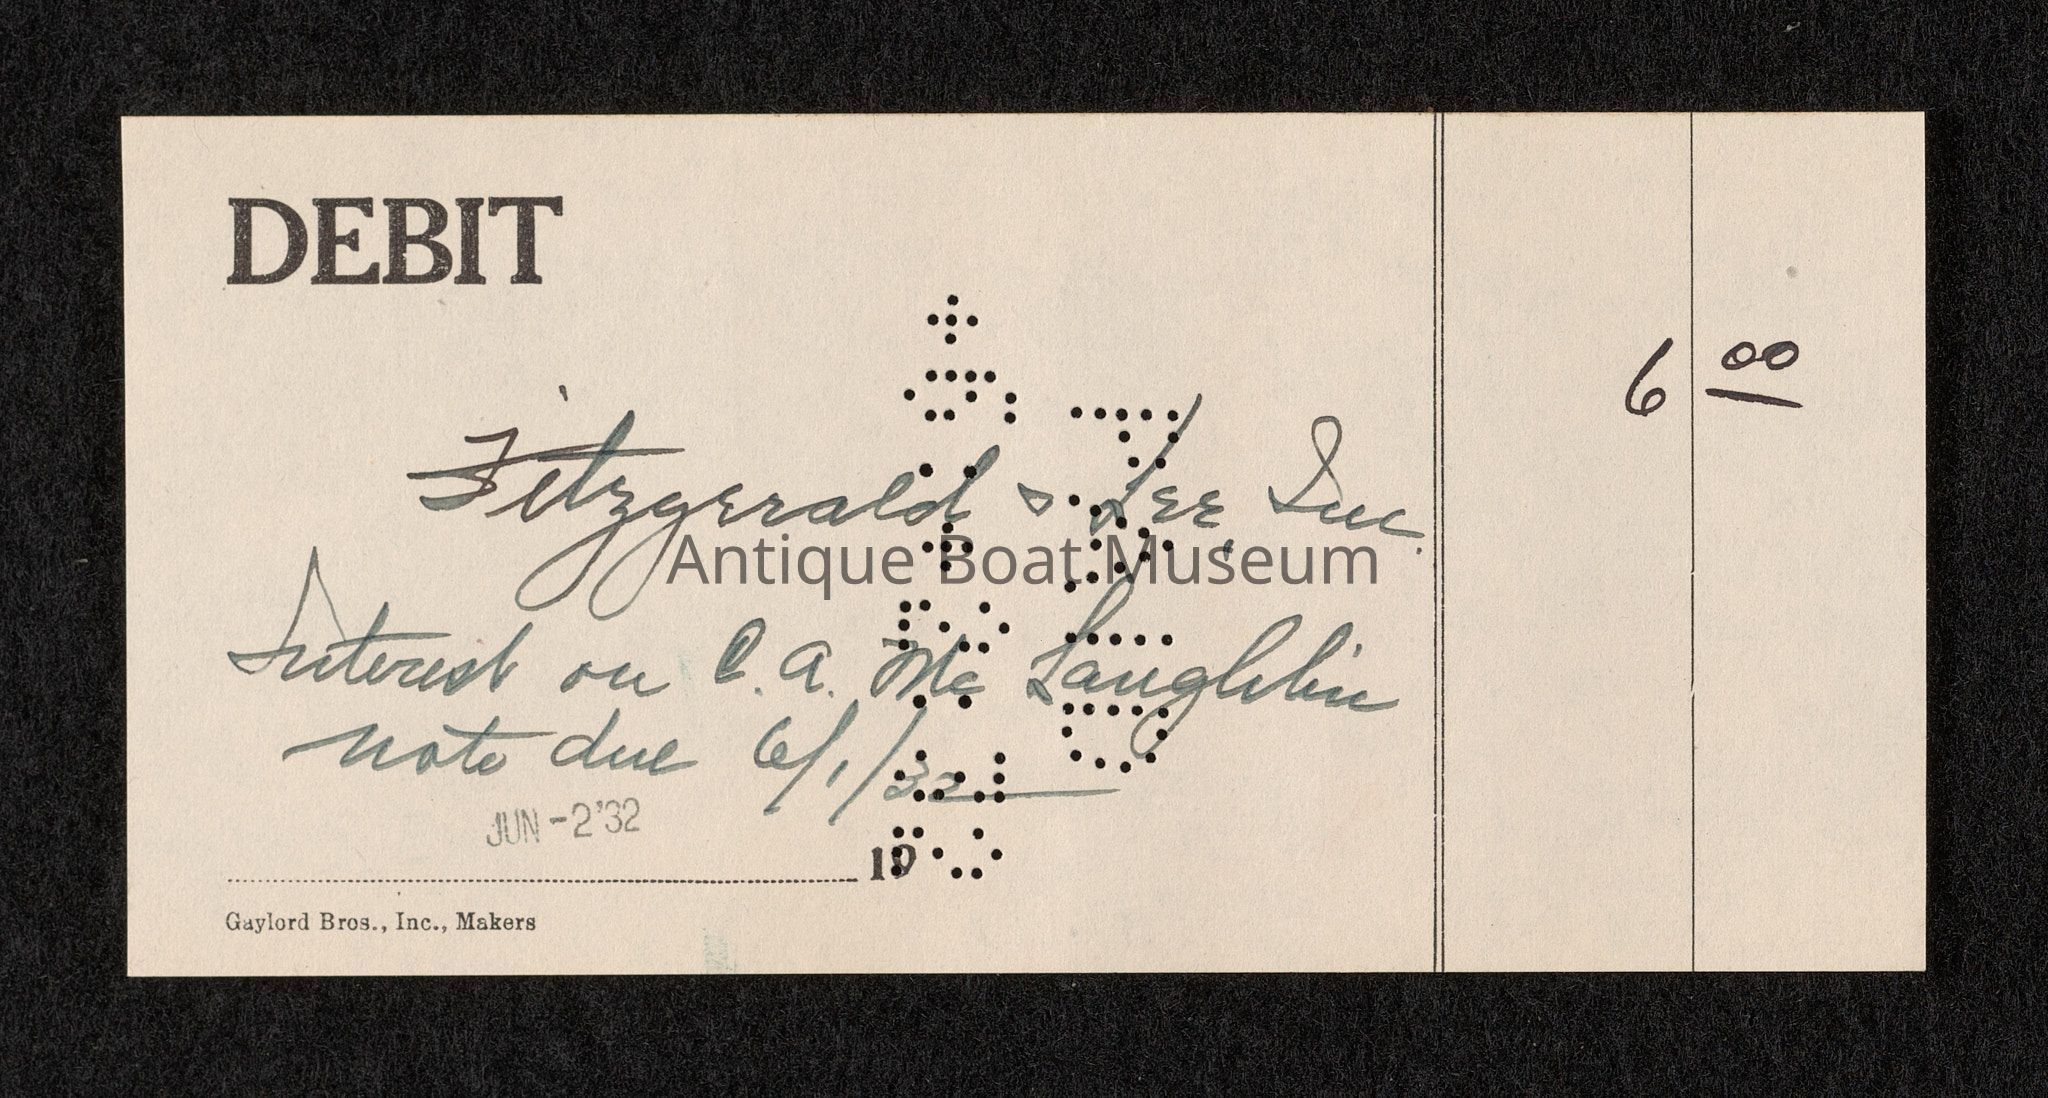 DEBIT
6 00
Fitzgerald & Lee, Inc.
Antique Boat Museum
Interest on C. A. McLaughlin
note due 6/1/32
JUN -2 '32
19
Gaylord Bros., Inc., Makers